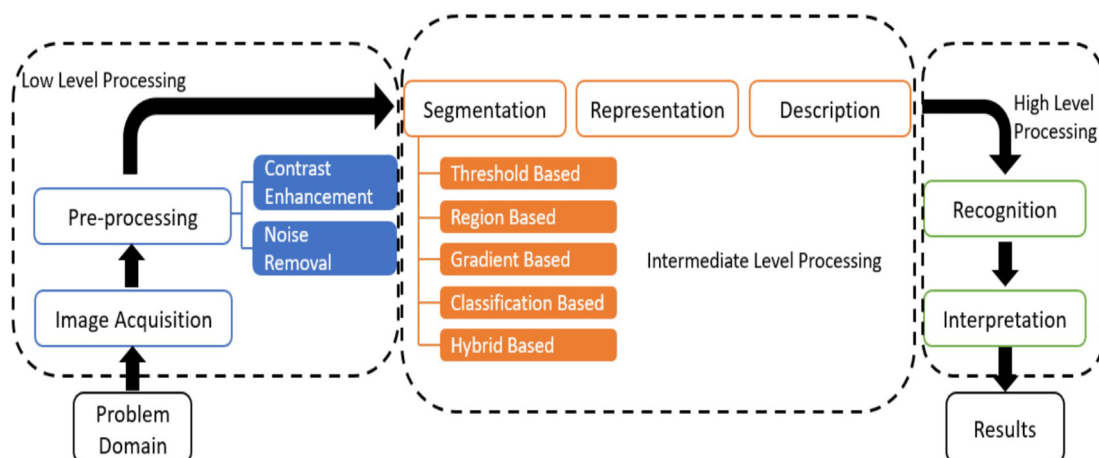 Low Level Processing
Pre-processing
Contrast
Enhancement
Noise
Removal
Image Acquisition
Problem
Domain
Segmentation
Representation
Description
Threshold Based
Region Based
Gradient Based
Classification Based
Hybrid Based
Intermediate Level Processing
High Level
Processing
Recognition
Interpretation
Results